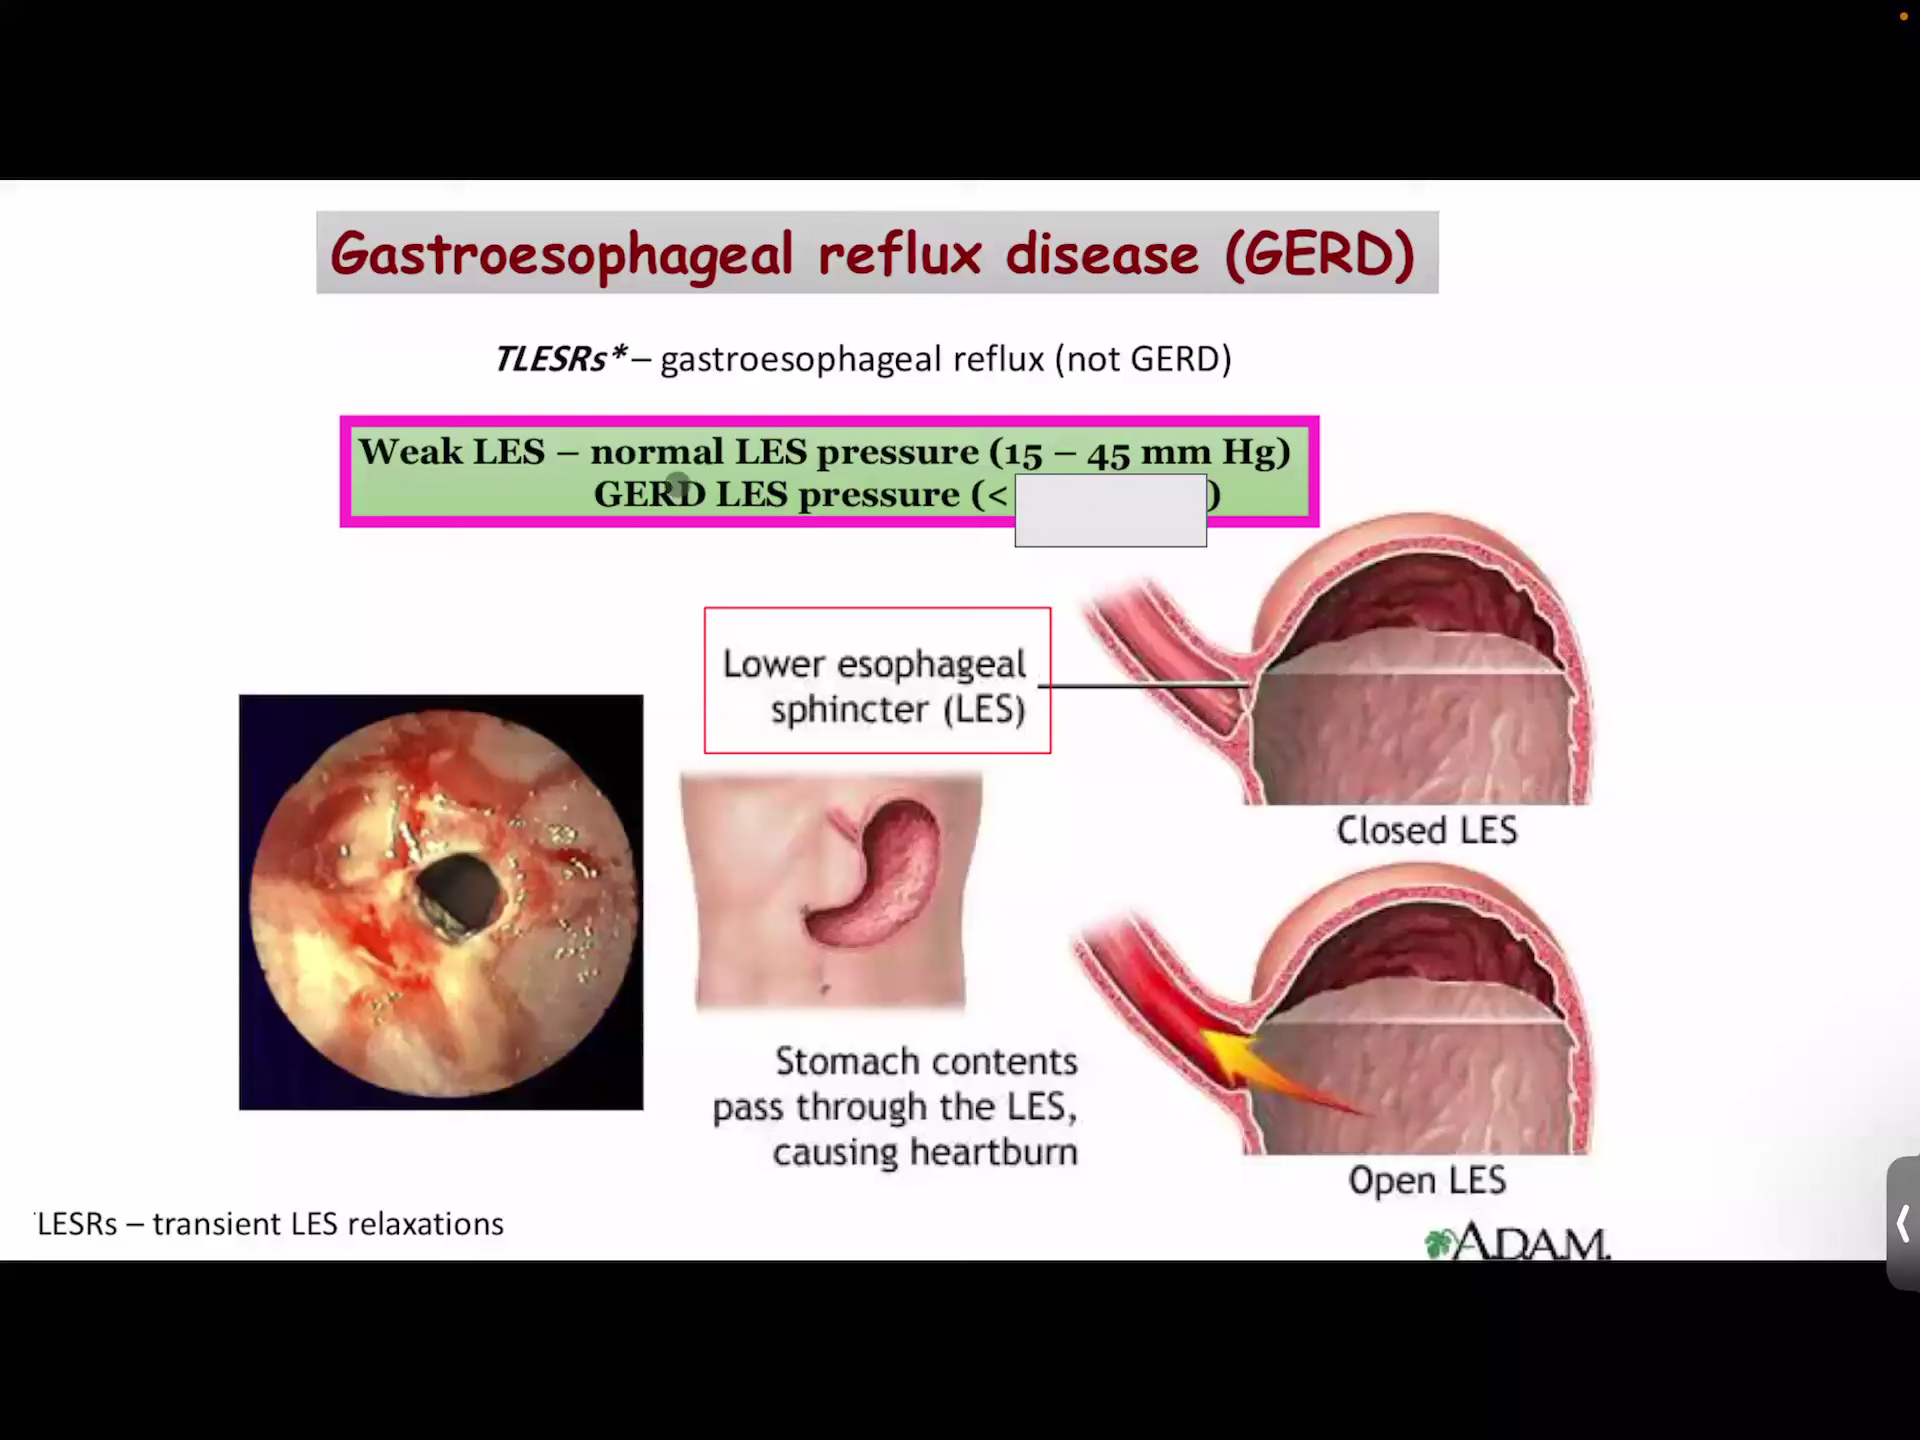 Gastroesophageal reflux disease (GERD)
TLESRs* – gastroesophageal reflux (not GERD)
Weak LES – normal LES pressure (15 – 45 mm Hg)
GERD LES pressure (< )
Lower esophageal
sphincter (LES)
Closed LES
Stomach contents
pass through the LES,
causing heartburn
Open LES
LESRs – transient LES relaxations
A.D.A.M.